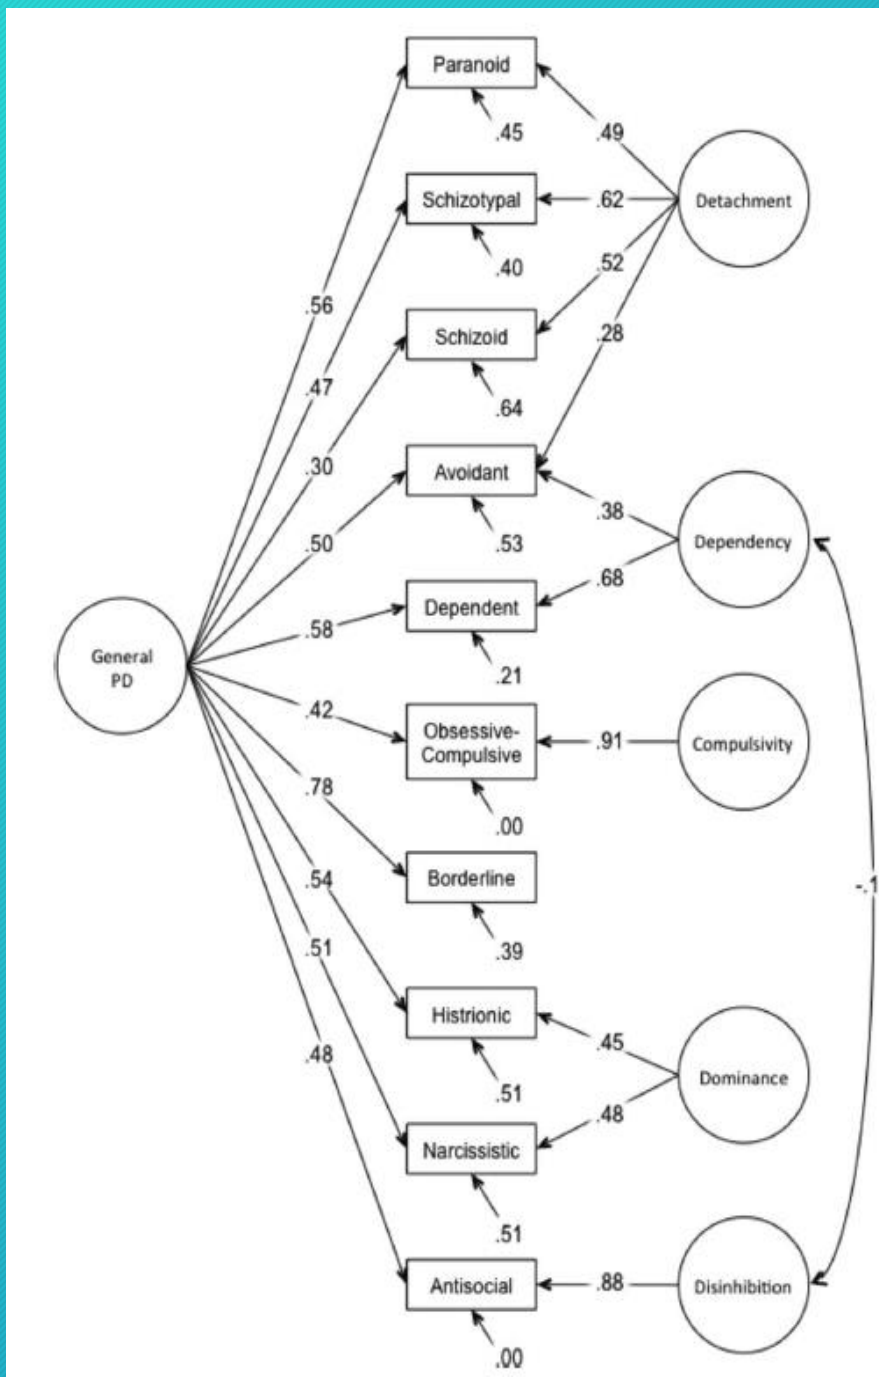 Paranoid
.45
.49
Schizotypal
.62
Detachment
.40
.52
.56
Schizoid
.28
.47
.64
.30
Avoidant
.38
.50
.53
Dependency
.68
Dependent
.58
General
PD
.21
.42
Obsessive-
Compulsive
.91
Compulsivity
.78
.00
Borderline
.54
-.1
.51
.39
Histrionic
.45
.48
.51
Dominance
.48
Narcissistic
.51
Antisocial
.88
Disinhibition
.00